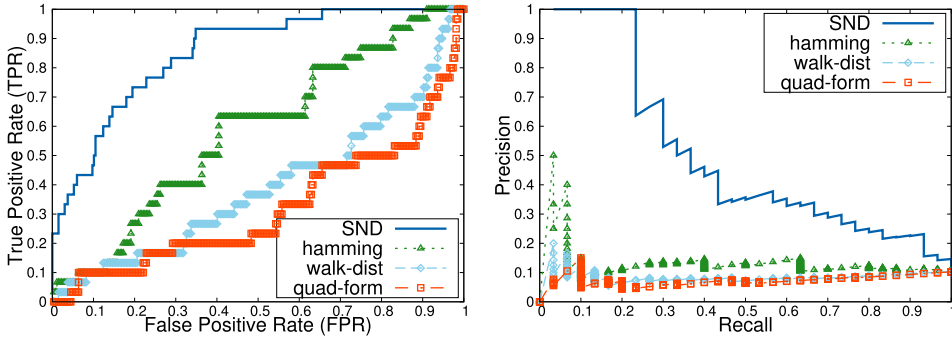 True Positive Rate (TPR)
1
0.9
0.8
0.7
0.6
0.5
0.4
0.3
0.2
0.1
0
0 0.1 0.2 0.3 0.4 0.5 0.6 0.7 0.8 0.9 1
False Positive Rate (FPR)
SND
hamming
walk-dist
quad-form
Precision
1
0.9
0.8
0.7
0.6
0.5
0.4
0.3
0.2
0.1
0
0 0.1 0.2 0.3 0.4 0.5 0.6 0.7 0.8 0.9
Recall
SND
hamming
walk-dist
quad-form